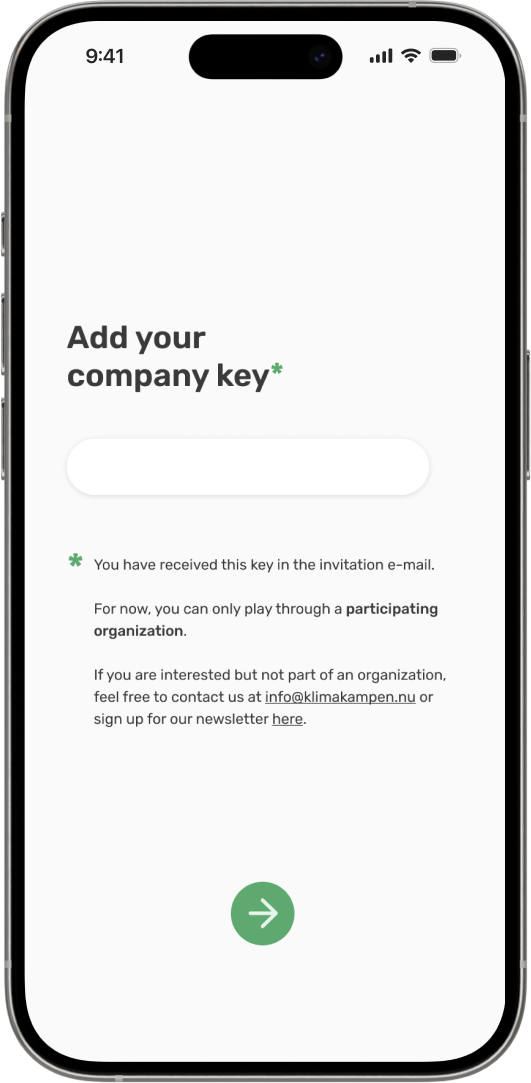 9:41
Add your
company key*
* You have received this key in the invitation e-mail.
For now, you can only play through a participating
organization.
If you are interested but not part of an organization,
feel free to contact us at info@klimakampen.nu or
sign up for our newsletter here.